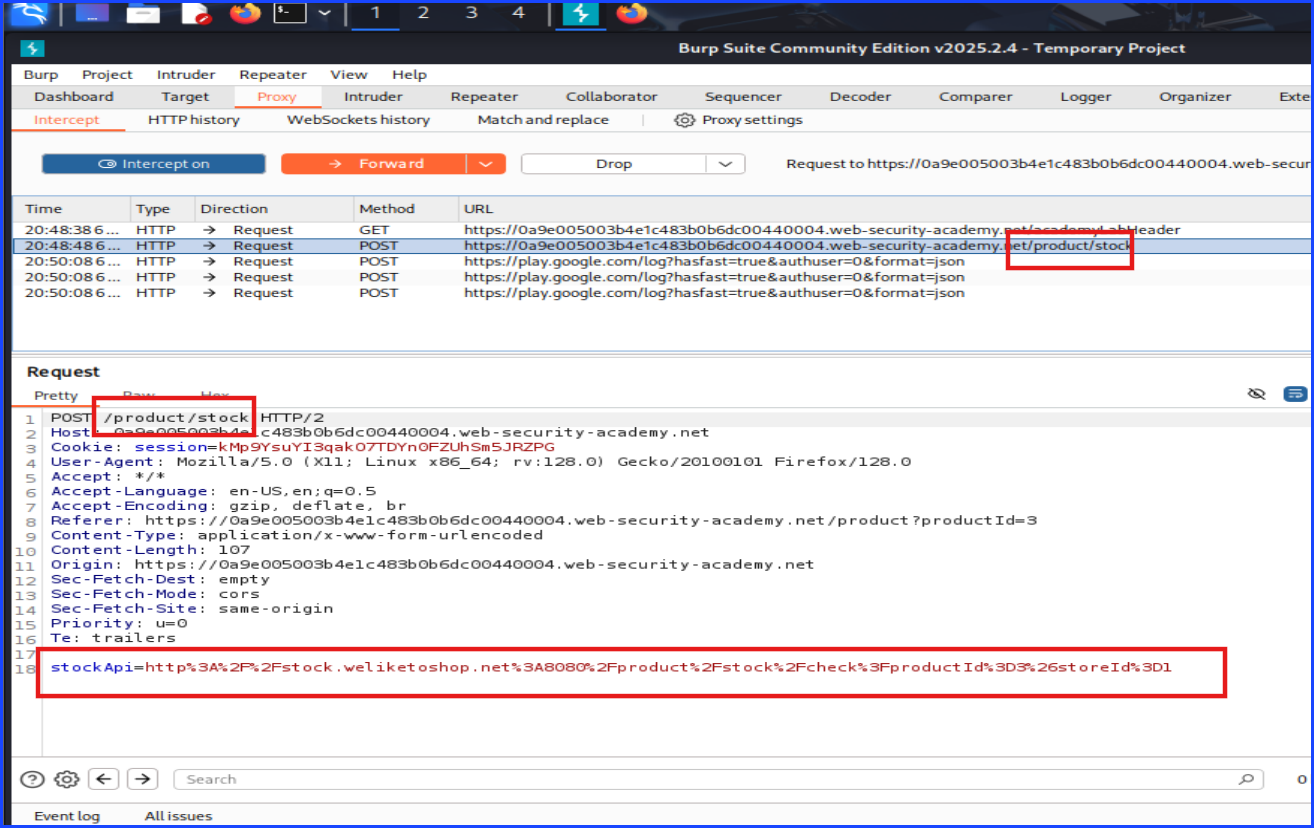 1 2 3 4
Burp Suite Community Edition v2025.2.4 - Temporary Project
Burp Project Intruder Repeater View Help
Dashboard Target Proxy Intruder Repeater Collaborator Sequencer Decoder Comparer Logger Organizer Exte
Intercept HTTP history WebSockets history Match and replace Proxy settings
Intercept on Forward Drop Request to https://0a9e005003b4e1c483b0b6dc00440004.web-secur
Time Type Direction Method URL
20:48:38 6... HTTP → Request GET https://0a9e005003b4e1c483b0b6dc00440004.web-security-academy.net/academyLabHeader
20:48:48 6... HTTP → Request POST https://0a9e005003b4e1c483b0b6dc00440004.web-security-academy.net/product/stock
20:50:08 6... HTTP → Request POST https://play.google.com/log?hasfast=true&authuser=0&format=json
20:50:08 6... HTTP → Request POST https://play.google.com/log?hasfast=true&authuser=0&format=json
20:50:08 6... HTTP → Request POST https://play.google.com/log?hasfast=true&authuser=0&format=json
Request
Pretty Raw Hex
1 POST /product/stock HTTP/2
2 Host: 0a9e005003b4e1c483b0b6dc00440004.web-security-academy.net
3 Cookie: session=kMp9YsuYI3qakO7TDYn0FZUhSm5JRZPG
4 User-Agent: Mozilla/5.0 (X11; Linux x86_64; rv:128.0) Gecko/20100101 Firefox/128.0
5 Accept: */*
6 Accept-Language: en-US,en;q=0.5
7 Accept-Encoding: gzip, deflate, br
8 Referer: https://0a9e005003b4e1c483b0b6dc00440004.web-security-academy.net/product?productId=3
9 Content-Type: application/x-www-form-urlencoded
10 Content-Length: 107
11 Origin: https://0a9e005003b4e1c483b0b6dc00440004.web-security-academy.net
12 Sec-Fetch-Dest: empty
13 Sec-Fetch-Mode: cors
14 Sec-Fetch-Site: same-origin
15 Priority: u=0
16 Te: trailers
17
18 stockApi=http%3A%2F%2Fstock.weliketoshop.net%3A8080%2Fproduct%2Fstock%2Fcheck%3FproductId%3D3%26storeId%3D1
Search 0
Event log All issues